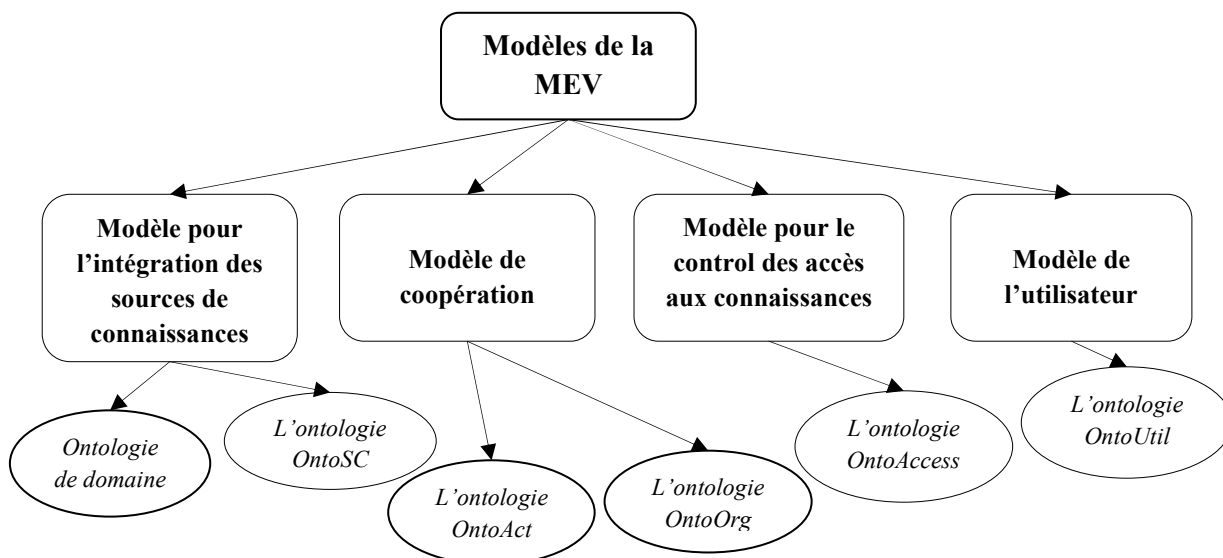 Modèles de la
MEV
Modèle pour
l’intégration des
sources de
connaissances
Modèle de
coopération
Modèle pour le
control des accès
aux connaissances
Modèle de
l’utilisateur
Ontologie
de domaine
L’ontologie
OntoSC
L’ontologie
OntoAct
L’ontologie
OntoOrg
L’ontologie
OntoAccess
L’ontologie
OntoUtil